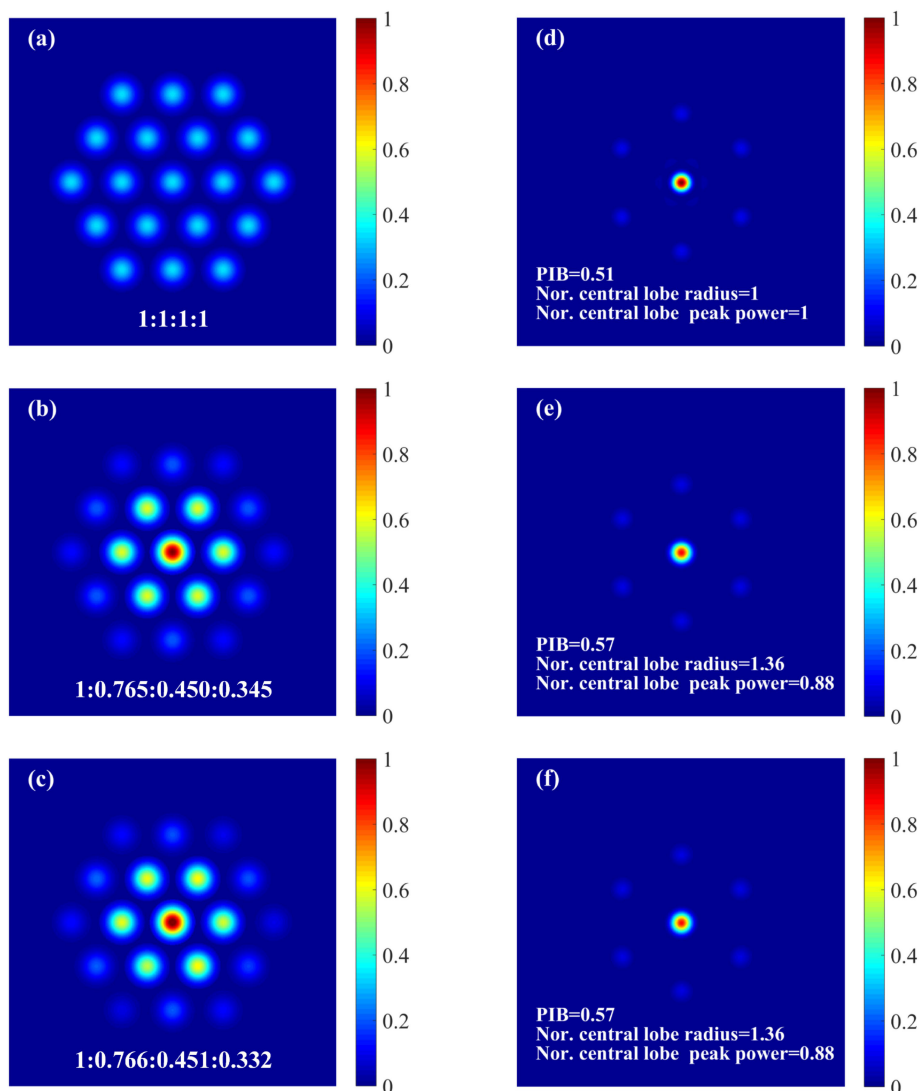 (a)
1:1:1:1
1
0.8
0.6
0.4
0.2
0
(d)
PIB=0.51
Nor. central lobe radius=1
Nor. central lobe peak power=1
1
0.8
0.6
0.4
0.2
0
(b)
1:0.765:0.450:0.345
1
0.8
0.6
0.4
0.2
0
(e)
PIB=0.57
Nor. central lobe radius=1.36
Nor. central lobe peak power=0.88
1
0.8
0.6
0.4
0.2
0
(c)
1:0.766:0.451:0.332
1
0.8
0.6
0.4
0.2
0
(f)
PIB=0.57
Nor. central lobe radius=1.36
Nor. central lobe peak power=0.88
1
0.8
0.6
0.4
0.2
0